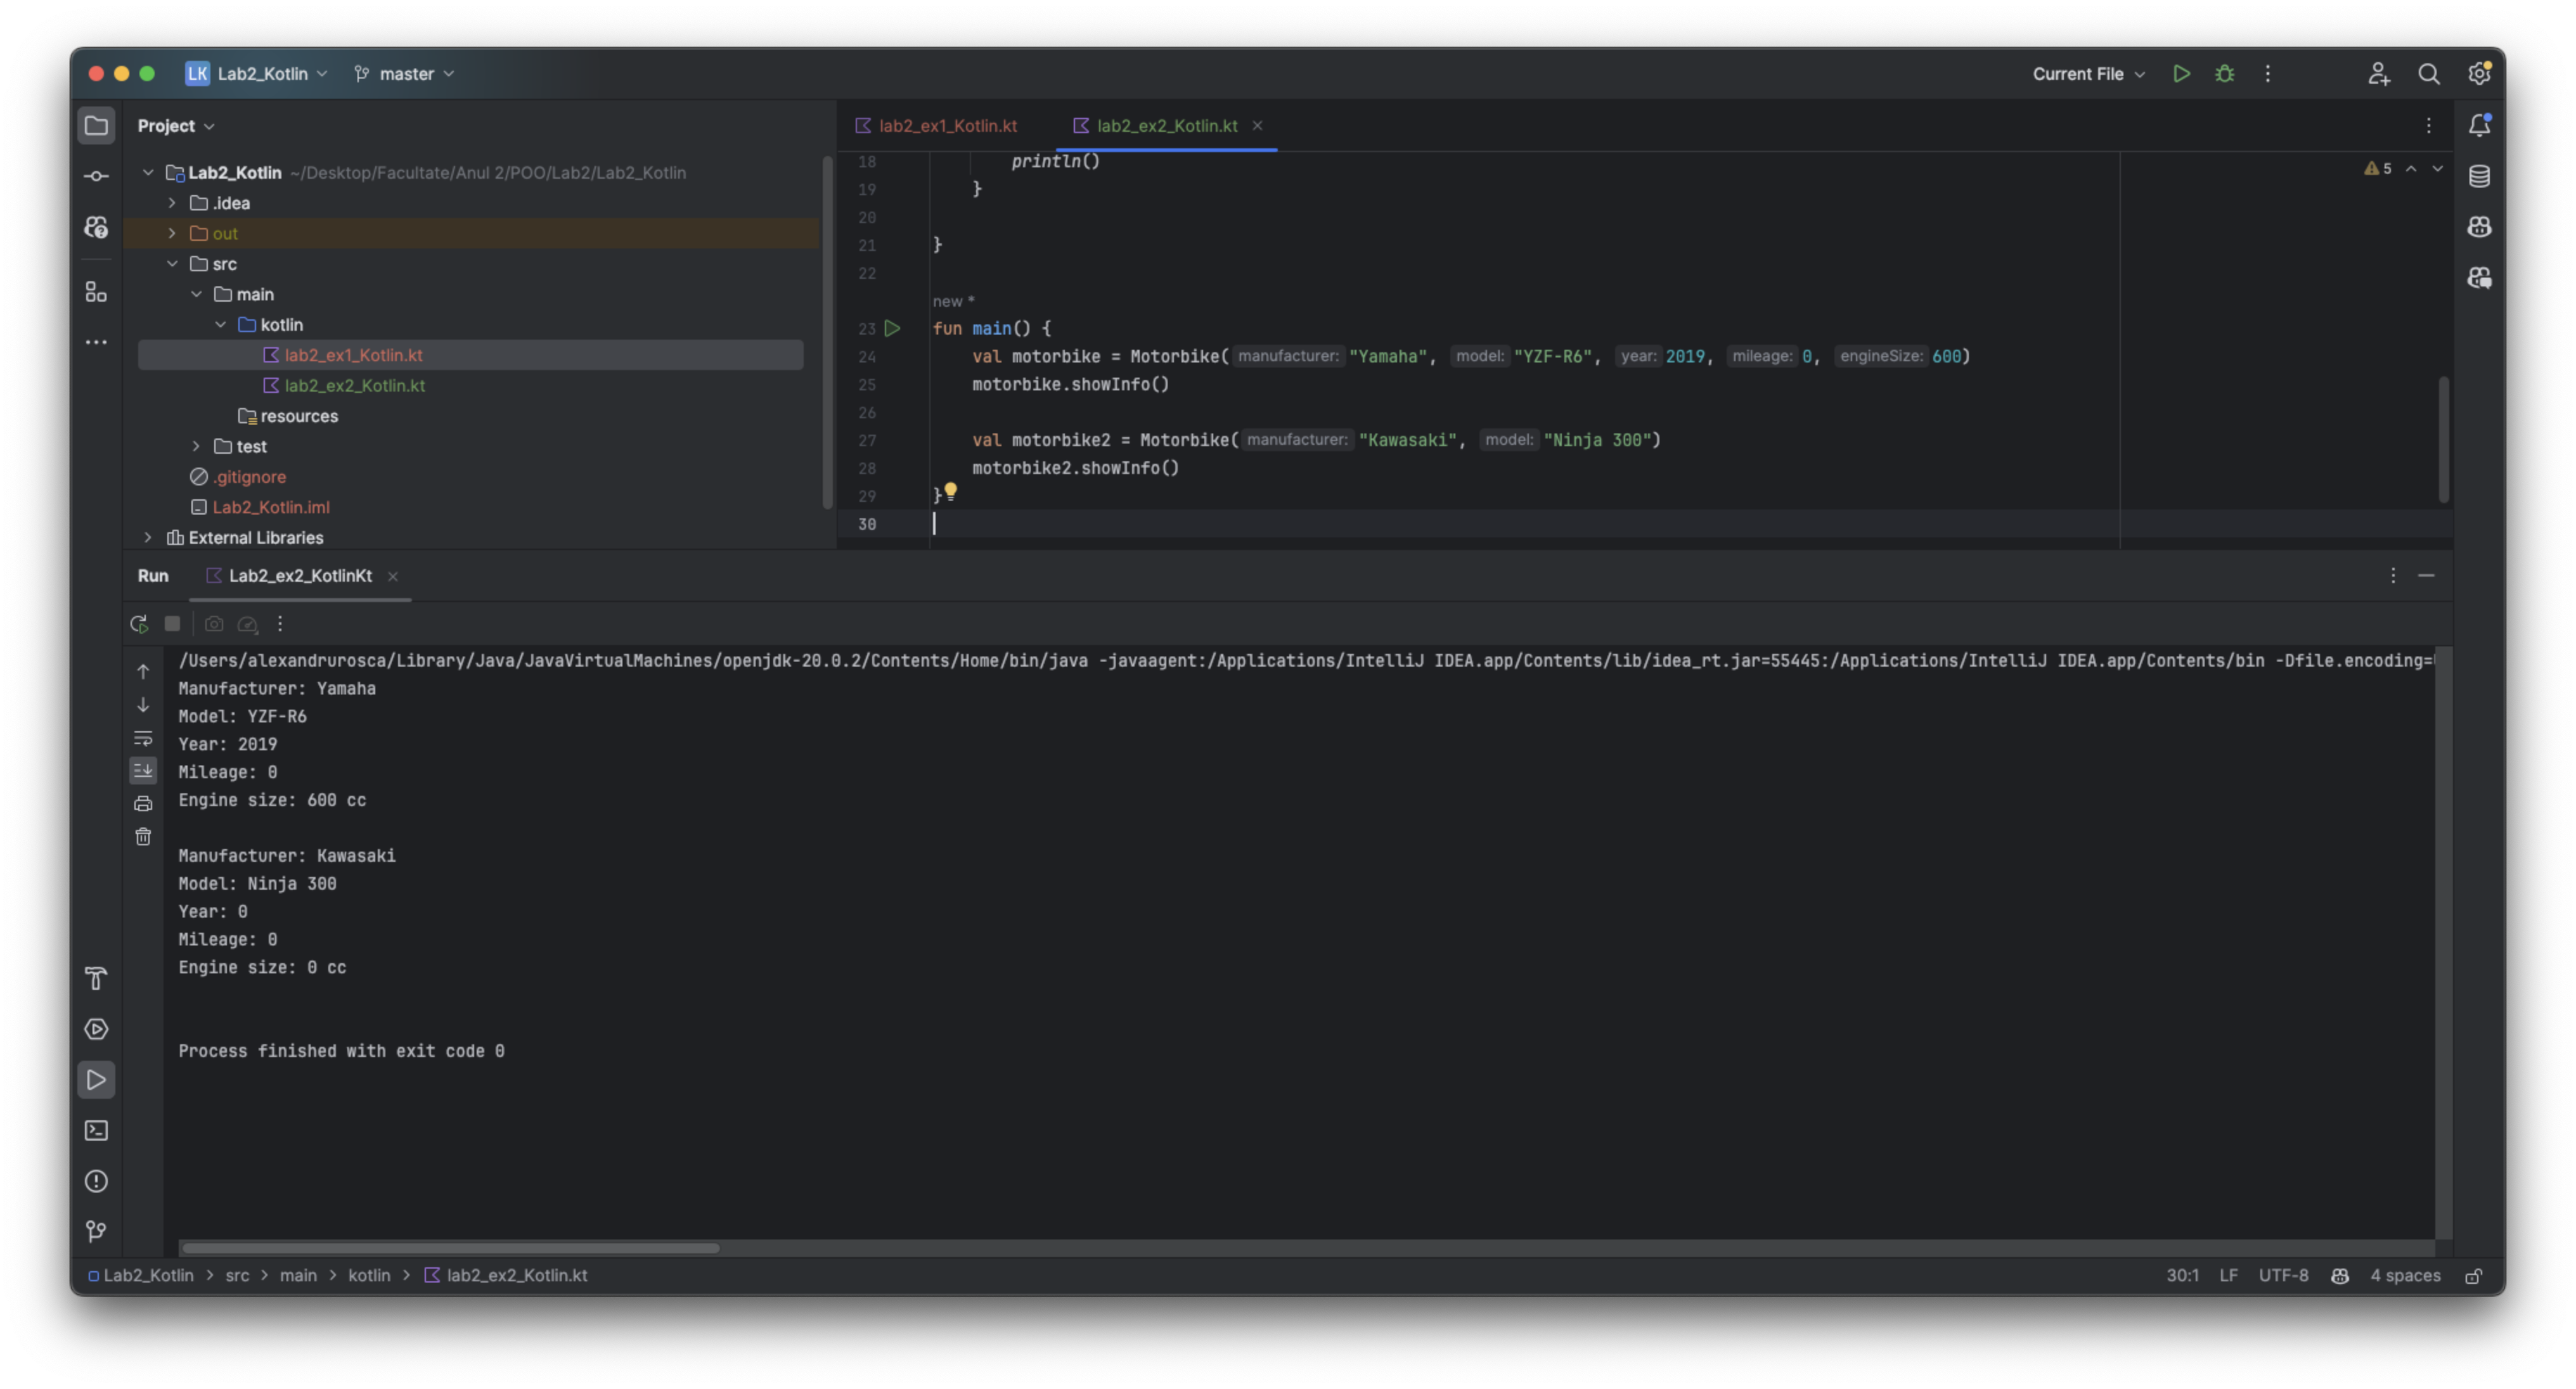 LK Lab2_Kotlin master Current File
Project
Lab2_Kotlin ~/Desktop/Facultate/Anul 2/POO/Lab2/Lab2_Kotlin
.idea
out
src
main
kotlin
lab2_ex1_Kotlin.kt
lab2_ex2_Kotlin.kt
resources
test
.gitignore
Lab2_Kotlin.iml
External Libraries
lab2_ex1_Kotlin.kt lab2_ex2_Kotlin.kt
5
18 println()
19 }
20
21 }
22
new *
23 fun main() {
24 val motorbike = Motorbike( manufacturer: "Yamaha", model: "YZF-R6", year: 2019, mileage: 0, engineSize: 600)
25 motorbike.showInfo()
26
27 val motorbike2 = Motorbike( manufacturer: "Kawasaki", model: "Ninja 300")
28 motorbike2.showInfo()
29 }
30
Run Lab2_ex2_KotlinKt
/Users/alexandrurosca/Library/Java/JavaVirtualMachines/openjdk-20.0.2/Contents/Home/bin/java -javaagent:/Applications/IntelliJ IDEA.app/Contents/lib/idea_rt.jar=55445:/Applications/IntelliJ IDEA.app/Contents/bin -Dfile.encoding=
Manufacturer: Yamaha
Model: YZF-R6
Year: 2019
Mileage: 0
Engine size: 600 cc
Manufacturer: Kawasaki
Model: Ninja 300
Year: 0
Mileage: 0
Engine size: 0 cc
Process finished with exit code 0
Lab2_Kotlin > src > main > kotlin > lab2_ex2_Kotlin.kt 30:1 LF UTF-8 4 spaces